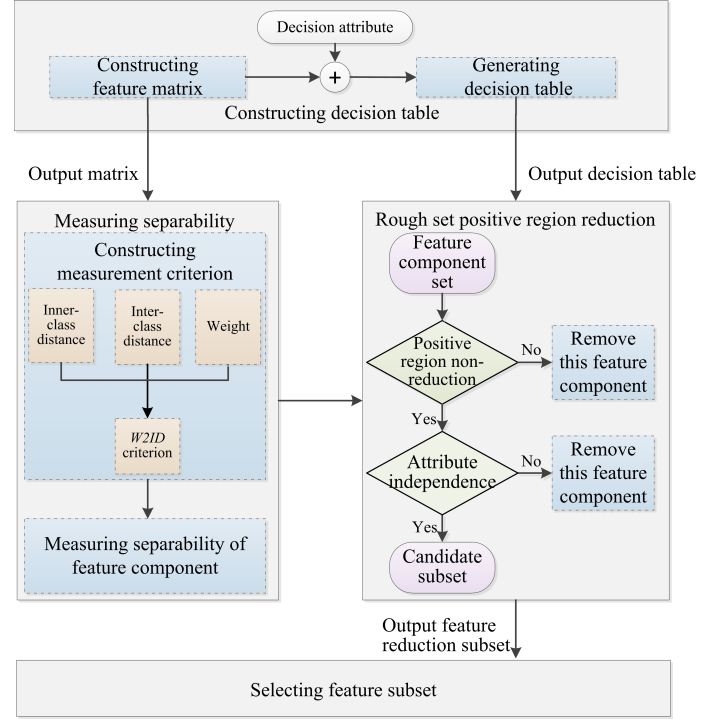 Decision attribute
Constructing
feature matrix
+
Generating
decision table
Constructing decision table
Output matrix
Output decision table
Measuring separability
Constructing
measurement criterion
Inner-
class
distance
Inter-
class
distance
Weight
W2ID
criterion
Measuring separability of
feature component
Rough set positive region reduction
Feature
component
set
Positive
region non-
reduction
No
Remove
this feature
component
Yes
Attribute
independence
No
Remove
this feature
component
Yes
Candidate
subset
Output feature
reduction subset
Selecting feature subset